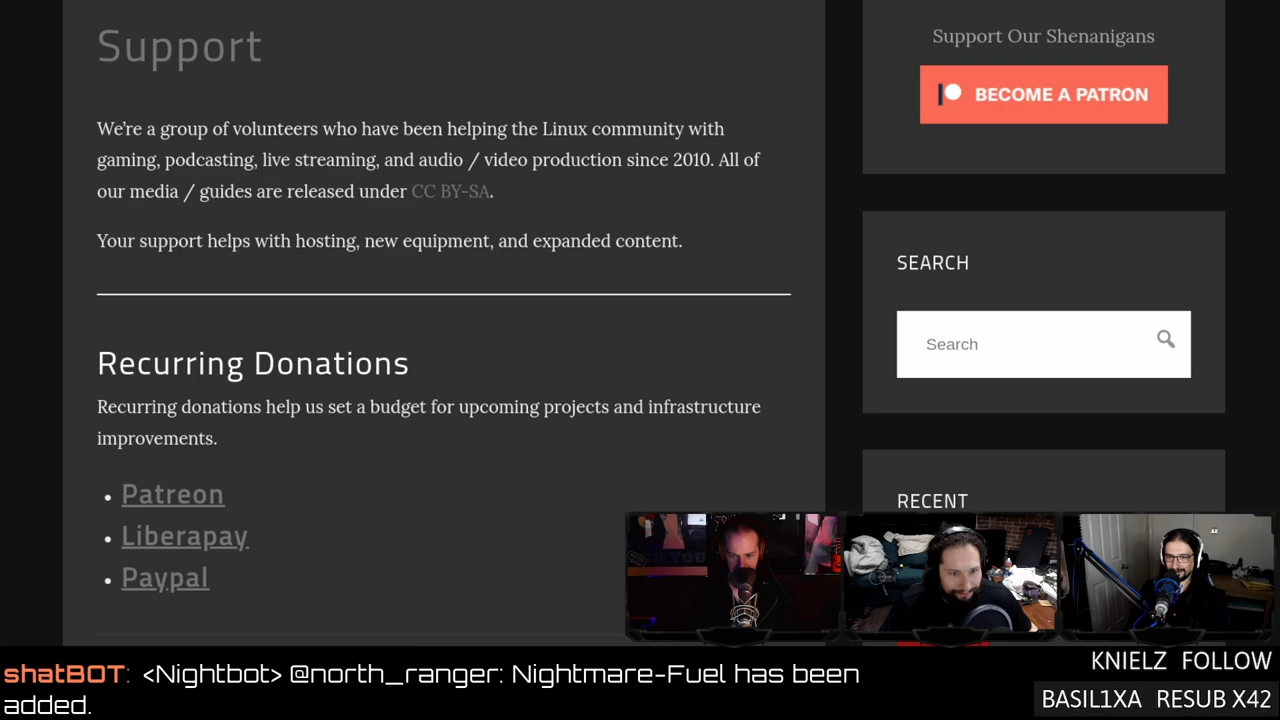 Support
We're a group of volunteers who have been helping the Linux community with
gaming, podcasting, live streaming, and audio / video production since 2010. All of
our media / guides are released under CC BY-SA.
Your support helps with hosting, new equipment, and expanded content.
Recurring Donations
Recurring donations help us set a budget for upcoming projects and infrastructure
improvements.
• Patreon
• Liberapay
• Paypal
Support Our Shenanigans
BECOME A PATRON
SEARCH
Search
RECENT
shatBOT: <Nightbot> @north_ranger: Nightmare-Fuel has been
added.
KNIELZ FOLLOW
BASIL1XA RESUB X42